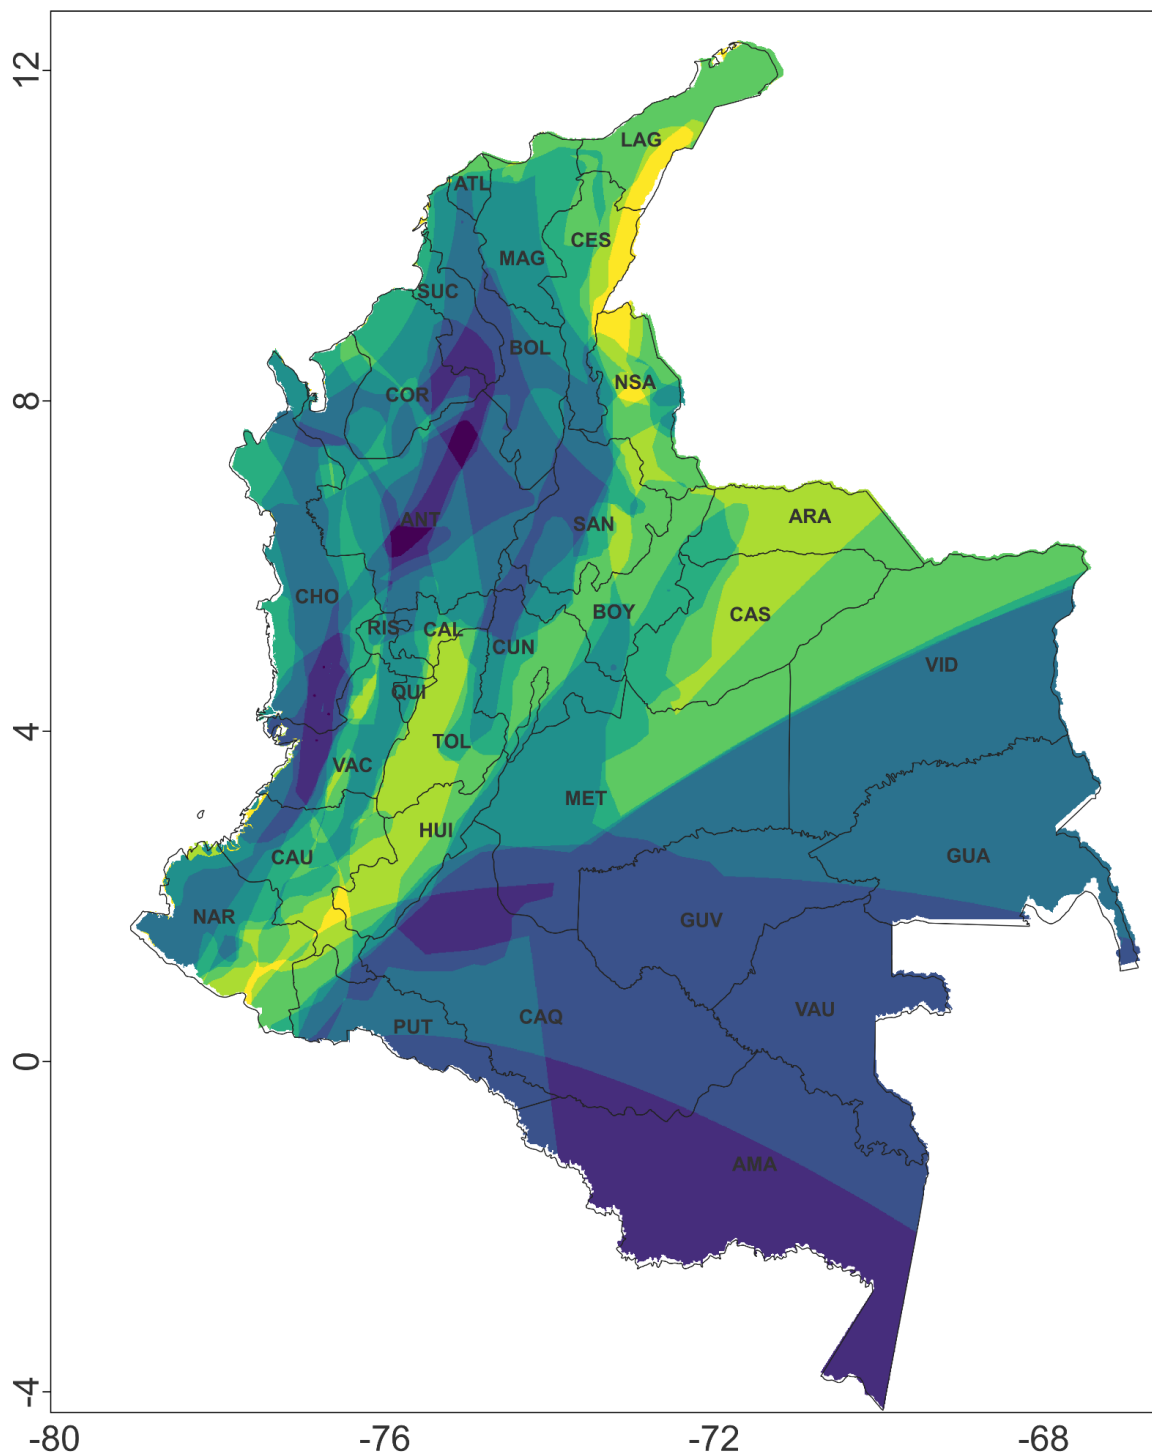 12
LAG
ATL
CES
MAG
SUC
BOL
NSA
8
COR
ANT
SAN
ARA
CHO
BOY
CAS
RIS
CAL
CUN
VID
QUI
4
TOL
VAC
MET
HUI
CAU
GUA
NAR
GUV
VAU
PUT
CAQ
0
AMA
-4
-80
-76
-72
-68